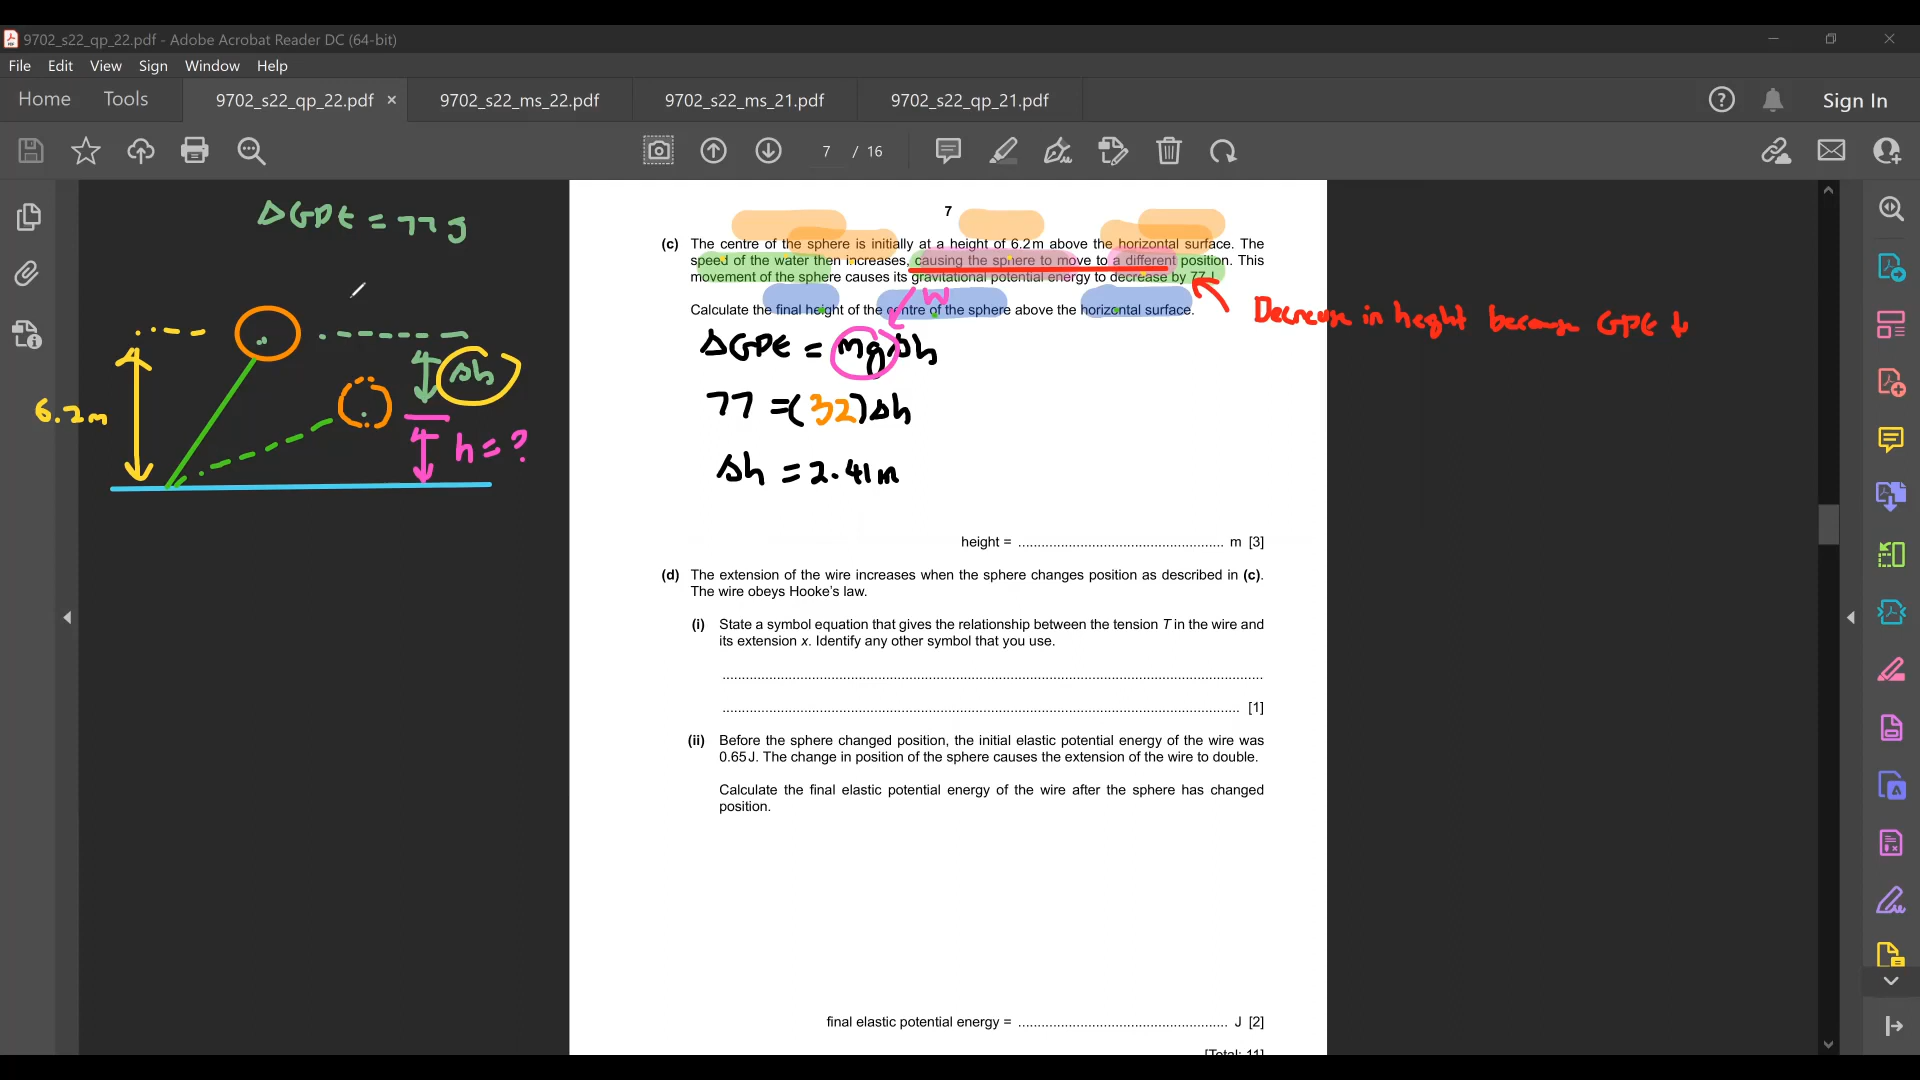 9702_s22_qp_22.pdf - Adobe Acrobat Reader DC (64-bit)
File Edit View Sign Window Help
Home Tools 9702_s22_qp_22.pdf × 9702_s22_ms_22.pdf 9702_s22_ms_21.pdf 9702_s22_qp_21.pdf Sign In
7 / 16
ΔGPE = 77 J
6.2m
Δh
h = ?
7
(c) The centre of the sphere is initially at a height of 6.2m above the horizontal surface. The
speed of the water then increases, causing the sphere to move to a different position. This
movement of the sphere causes its gravitational potential energy to decrease by 77 J.
Calculate the final height of the centre of the sphere above the horizontal surface.
W
Decrease in height because GPE ↓
ΔGPE = mgΔh
77 = (32)Δh
Δh = 2.41m
height = ..................................................... m [3]
(d) The extension of the wire increases when the sphere changes position as described in (c).
The wire obeys Hooke's law.
(i) State a symbol equation that gives the relationship between the tension T in the wire and
its extension x. Identify any other symbol that you use.
...........................................................................................................................................
..................................................................................................................................... [1]
(ii) Before the sphere changed position, the initial elastic potential energy of the wire was
0.65J. The change in position of the sphere causes the extension of the wire to double.
Calculate the final elastic potential energy of the wire after the sphere has changed
position.
final elastic potential energy = ...................................................... J [2]
[Total: 11]